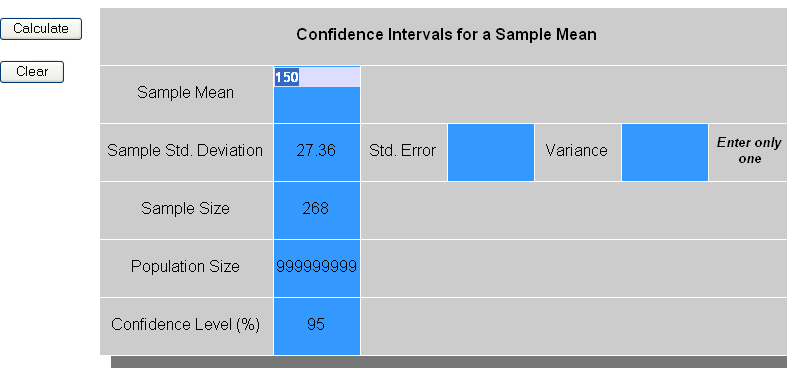 Calculate
Clear
Confidence Intervals for a Sample Mean
Sample Mean 150
Sample Std. Deviation 27.36 Std. Error Variance Enter only one
Sample Size 268
Population Size 999999999
Confidence Level (%) 95